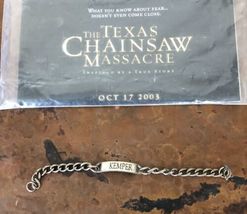 WHAT YOU KNOW ABOUT FEAR...
DOESN'T EVEN COME CLOSE.
THE TEXAS
CHAINSAW
MASSACRE
INSPIRED BY A TRUE STORY
OCT 17 2003
KEMPER